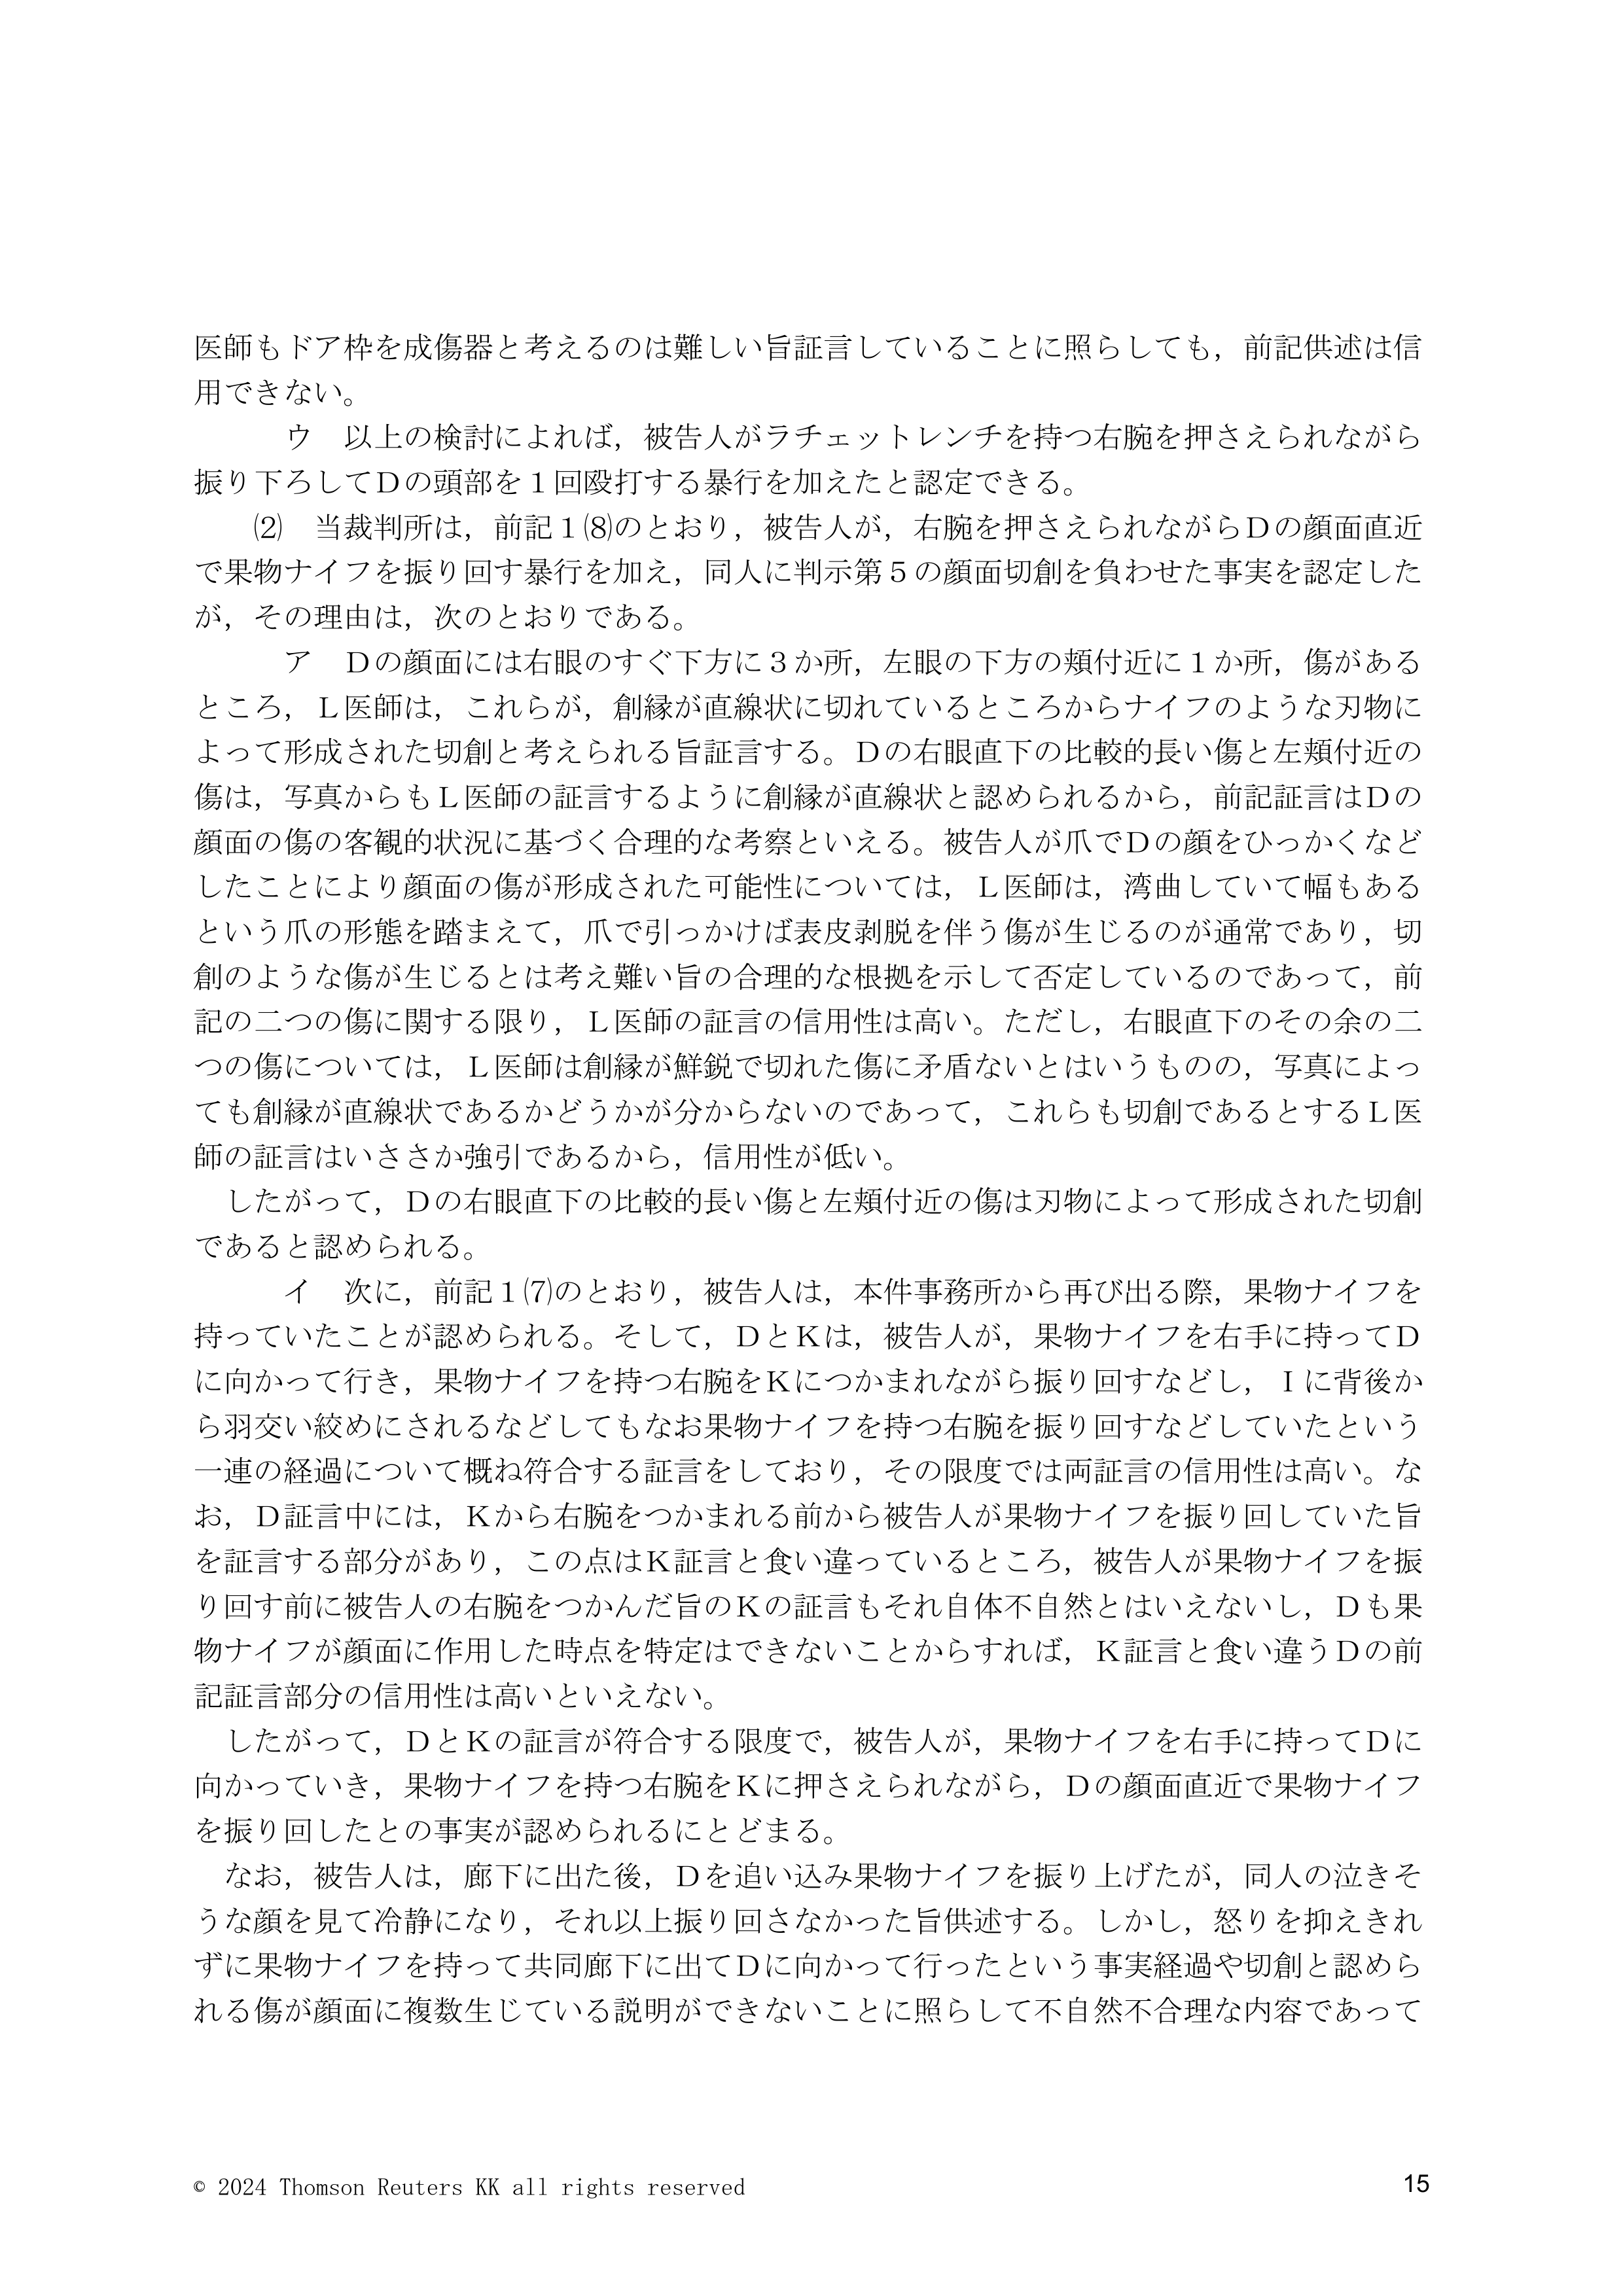 医師もドア枠を成傷器と考えるのは難しい旨証言していることに照らしても，前記供述は信
用できない。
　　　ウ　以上の検討によれば，被告人がラチェットレンチを持つ右腕を押さえられながら
振り下ろしてＤの頭部を１回殴打する暴行を加えたと認定できる。
　　⑵　当裁判所は，前記１⑻のとおり，被告人が，右腕を押さえられながらＤの顔面直近
で果物ナイフを振り回す暴行を加え，同人に判示第５の顔面切創を負わせた事実を認定した
が，その理由は，次のとおりである。
　　　ア　Ｄの顔面には右眼のすぐ下方に３か所，左眼の下方の頬付近に１か所，傷がある
ところ，Ｌ医師は，これらが，創縁が直線状に切れているところからナイフのような刃物に
よって形成された切創と考えられる旨証言する。Ｄの右眼直下の比較的長い傷と左頬付近の
傷は，写真からもＬ医師の証言するように創縁が直線状と認められるから，前記証言はＤの
顔面の傷の客観的状況に基づく合理的な考察といえる。被告人が爪でＤの顔をひっかくなど
したことにより顔面の傷が形成された可能性については，Ｌ医師は，湾曲していて幅もある
という爪の形態を踏まえて，爪で引っかけば表皮剥脱を伴う傷が生じるのが通常であり，切
創のような傷が生じるとは考え難い旨の合理的な根拠を示して否定しているのであって，前
記の二つの傷に関する限り，Ｌ医師の証言の信用性は高い。ただし，右眼直下のその余の二
つの傷については，Ｌ医師は創縁が鮮鋭で切れた傷に矛盾ないとはいうものの，写真によっ
ても創縁が直線状であるかどうかが分からないのであって，これらも切創であるとするＬ医
師の証言はいささか強引であるから，信用性が低い。
　したがって，Ｄの右眼直下の比較的長い傷と左頬付近の傷は刃物によって形成された切創
であると認められる。
　　　イ　次に，前記１⑺のとおり，被告人は，本件事務所から再び出る際，果物ナイフを
持っていたことが認められる。そして，ＤとＫは，被告人が，果物ナイフを右手に持ってＤ
に向かって行き，果物ナイフを持つ右腕をＫにつかまれながら振り回すなどし，Ｉに背後か
ら羽交い絞めにされるなどしてもなお果物ナイフを持つ右腕を振り回すなどしていたという
一連の経過について概ね符合する証言をしており，その限度では両証言の信用性は高い。な
お，Ｄ証言中には，Ｋから右腕をつかまれる前から被告人が果物ナイフを振り回していた旨
を証言する部分があり，この点はＫ証言と食い違っているところ，被告人が果物ナイフを振
り回す前に被告人の右腕をつかんだ旨のＫの証言もそれ自体不自然とはいえないし，Ｄも果
物ナイフが顔面に作用した時点を特定はできないことからすれば，Ｋ証言と食い違うＤの前
記証言部分の信用性は高いといえない。
　したがって，ＤとＫの証言が符合する限度で，被告人が，果物ナイフを右手に持ってＤに
向かっていき，果物ナイフを持つ右腕をＫに押さえられながら，Ｄの顔面直近で果物ナイフ
を振り回したとの事実が認められるにとどまる。
　なお，被告人は，廊下に出た後，Ｄを追い込み果物ナイフを振り上げたが，同人の泣きそ
うな顔を見て冷静になり，それ以上振り回さなかった旨供述する。しかし，怒りを抑えきれ
ずに果物ナイフを持って共同廊下に出てＤに向かって行ったという事実経過や切創と認めら
れる傷が顔面に複数生じている説明ができないことに照らして不自然不合理な内容であって
© 2024 Thomson Reuters KK all rights reserved
15